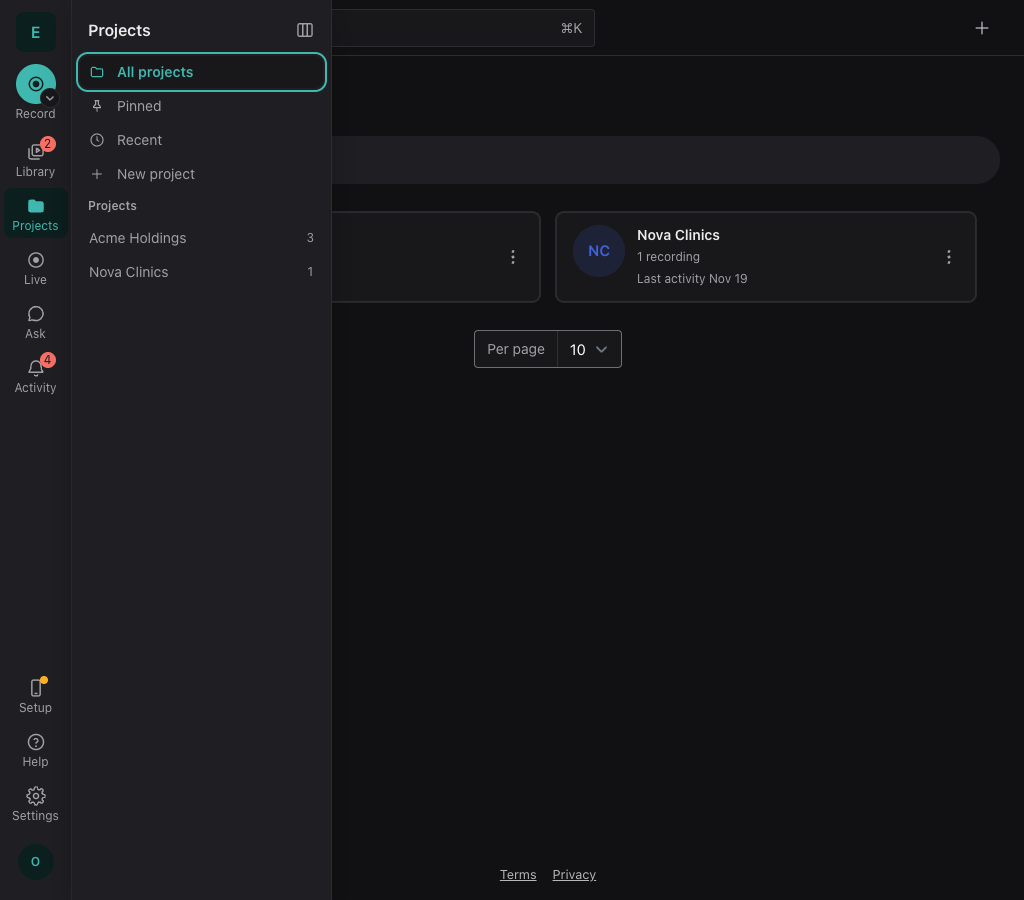 E
Record
2
Library
Projects
Live
Ask
4
Activity
Setup
Help
Settings
O
Projects
All projects
Pinned
Recent
New project
Projects
Acme Holdings 3
Nova Clinics 1
⌘K
NC
Nova Clinics
1 recording
Last activity Nov 19
Per page 10
Terms Privacy